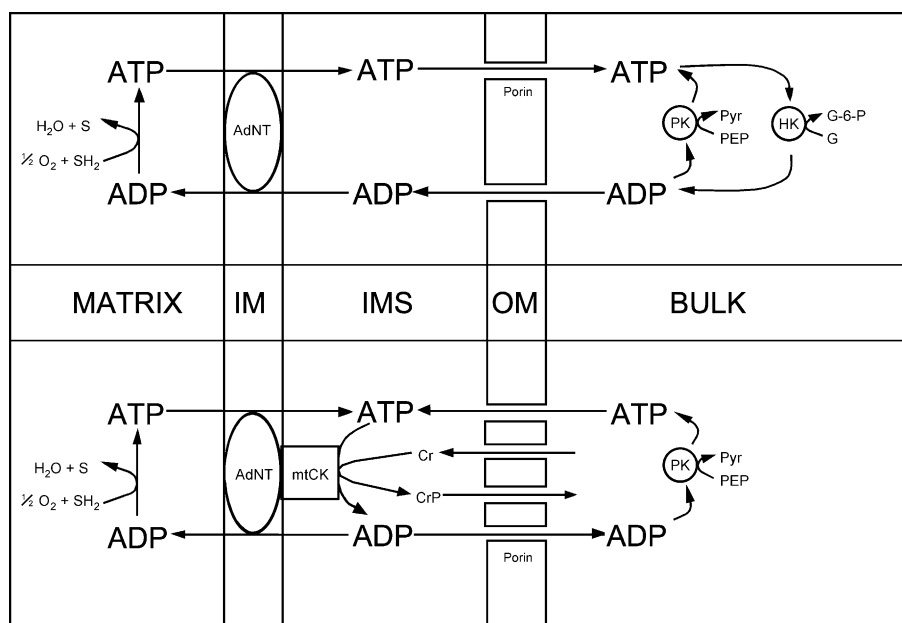 ATP ATP ATP
Porin
H₂O + S AdNT PK Pyr HK G-6-P
½ O₂ + SH₂ PEP G
ADP ADP ADP
MATRIX IM IMS OM BULK
ATP ATP ATP
Cr
H₂O + S AdNT mtCK PK Pyr
½ O₂ + SH₂ CrP PEP
ADP ADP ADP
Porin